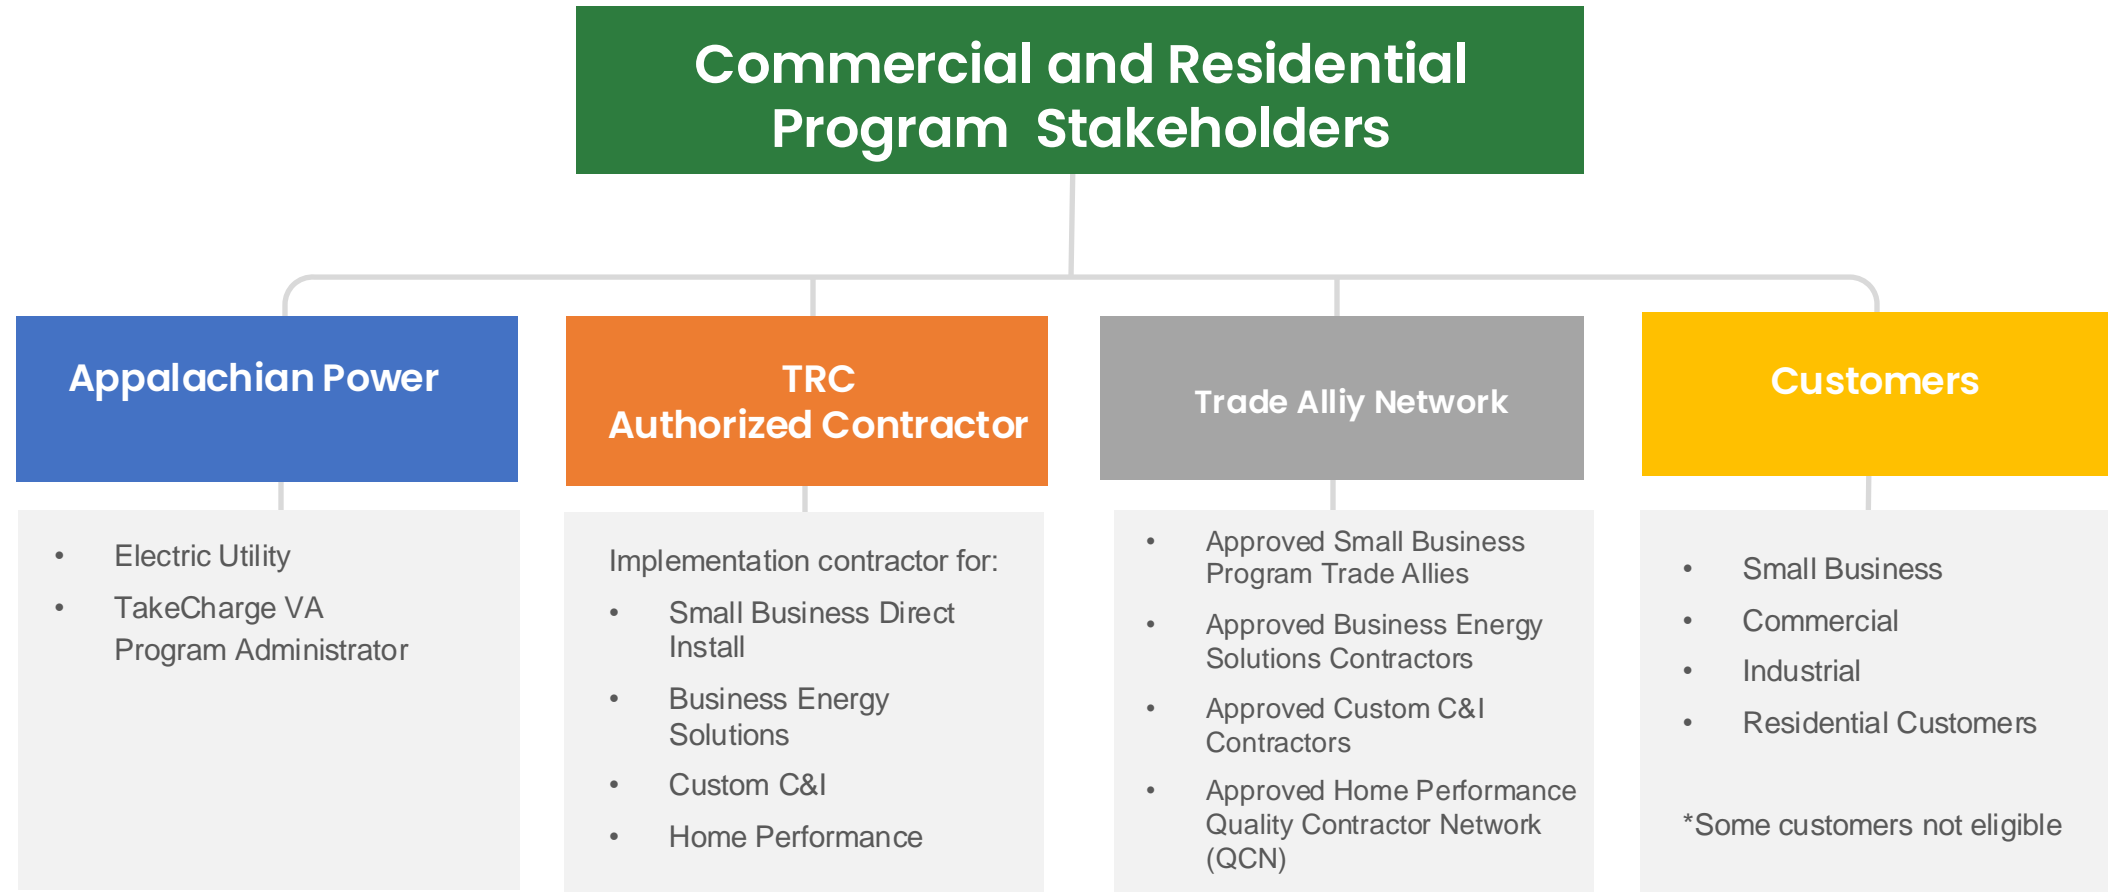 Commercial and Residential
Program  Stakeholders
Appalachian Power
• Electric Utility
• TakeCharge VA
Program Administrator
TRC
Authorized Contractor
Implementation contractor for:
• Small Business Direct
Install
• Business Energy
Solutions
• Custom C&I
• Home Performance
Trade Alliy Network
• Approved Small Business
Program Trade Allies
• Approved Business Energy
Solutions Contractors
• Approved Custom C&I
Contractors
• Approved Home Performance
Quality Contractor Network
(QCN)
Customers
• Small Business
• Commercial
• Industrial
• Residential Customers
*Some customers not eligible